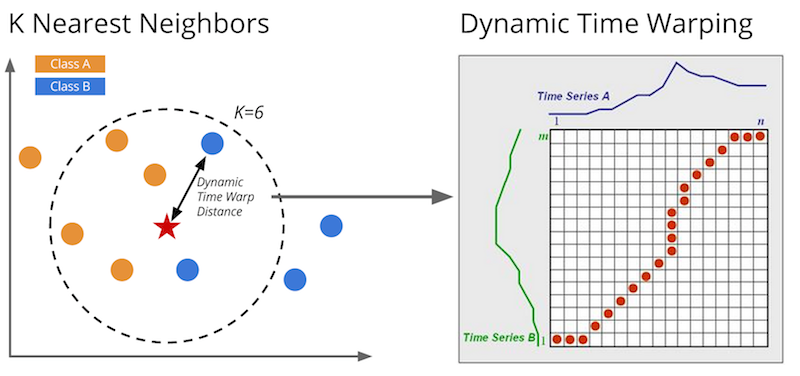 K Nearest Neighbors
Class A
Class B
K=6
Dynamic
Time Warp
Distance
Dynamic Time Warping
Time Series A
1
n
m
Time Series B
1